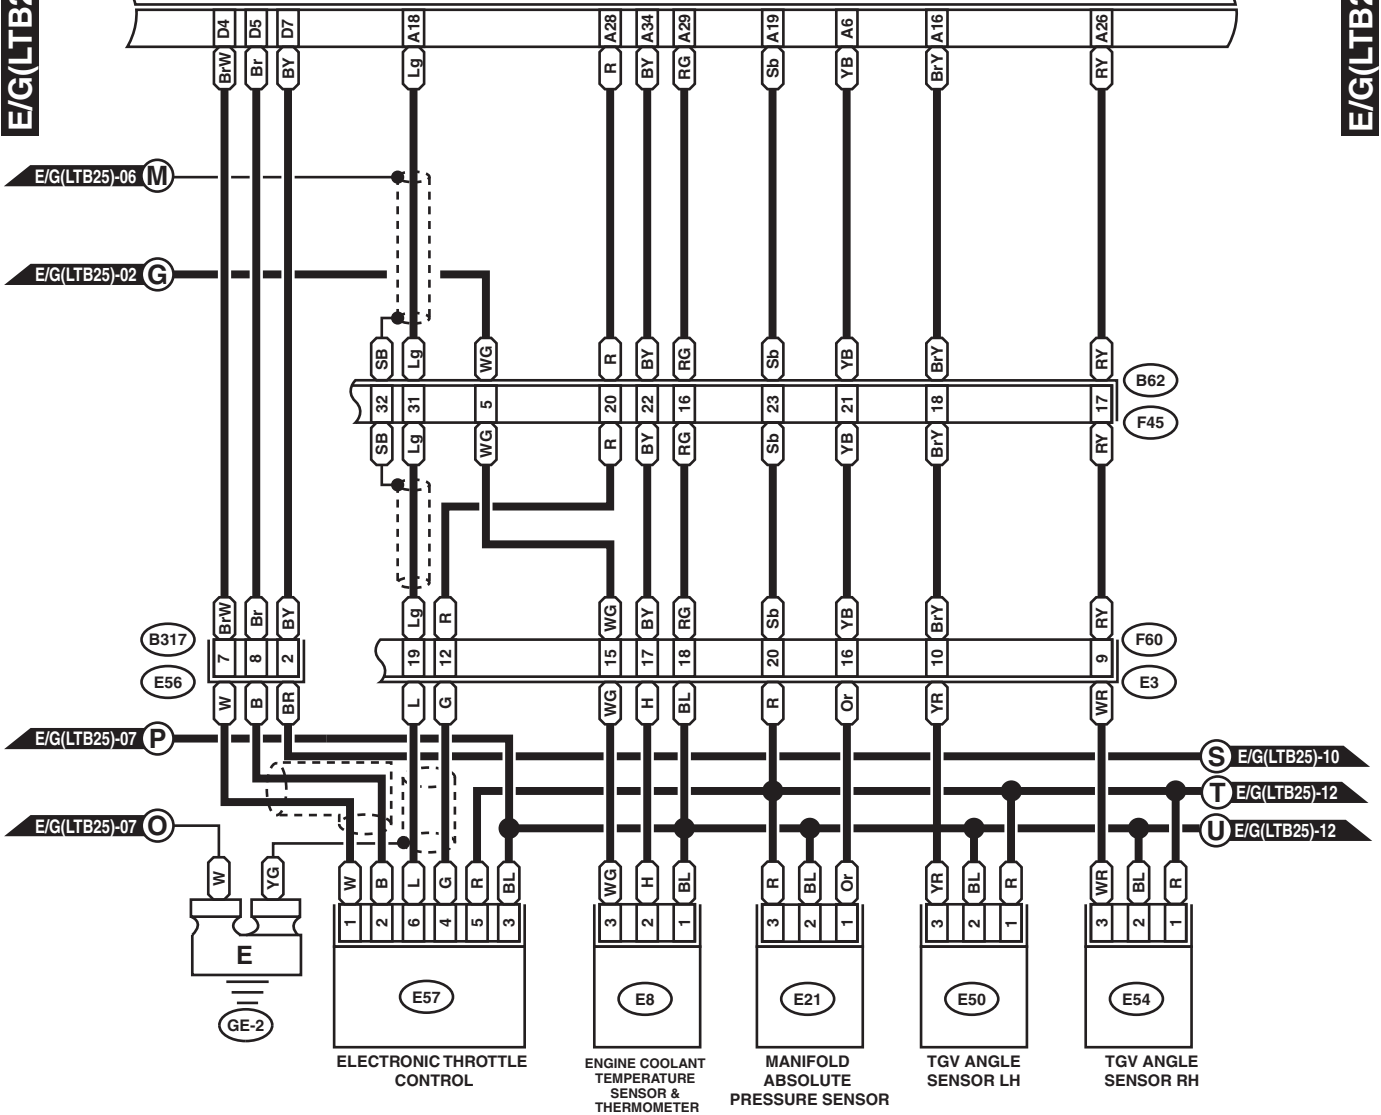 E/G(LTB2
E/G(LTB2
D4 D5 D7 A18 A28 A34 A29 A19 A6 A16 A26
BrW Br BY Lg R BY RG Sb YB BrY RY
E/G(LTB25)-06 M
E/G(LTB25)-02 G
SB Lg WG R BY RG Sb YB BrY RY
B62
32 31 5 20 22 16 23 21 18 17
F45
SB Lg WG R BY RG Sb YB BrY RY
BrW Br BY Lg R WG BY RG Sb YB BrY RY
B317 F60
7 8 2 19 12 15 17 18 20 16 10 9
E56 E3
W B BR L G WG H BL R Or YR WR
E/G(LTB25)-07 P
S E/G(LTB25)-10
T E/G(LTB25)-12
E/G(LTB25)-07 O
U E/G(LTB25)-12
W YG W B L G R BL WG H BL R BL Or YR BL R WR BL R
1 2 6 4 5 3 3 2 1 3 2 1 3 2 1 3 2 1
E
E57 E8 E21 E50 E54
GE-2
ELECTRONIC THROTTLE
CONTROL
ENGINE COOLANT
TEMPERATURE
SENSOR &
THERMOMETER
MANIFOLD
ABSOLUTE
PRESSURE SENSOR
TGV ANGLE
SENSOR LH
TGV ANGLE
SENSOR RH